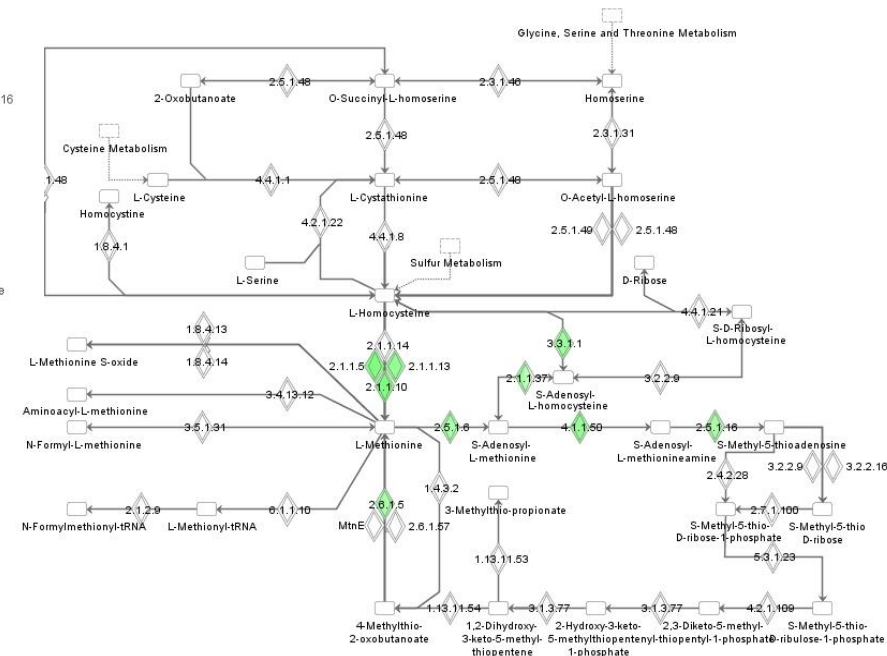 Glycine, Serine and Threonine Metabolism
16
2.5.1.48
2.3.1.46
2-Oxobutanoate
O-Succinyl-L-homoserine
Homoserine
Cysteine Metabolism
2.5.1.48
2.3.1.31
1.48
4.4.1.1
2.5.1.48
L-Cysteine
L-Cystathionine
O-Acetyl-L-homoserine
Homocystine
4.2.1.22
4.4.1.8
2.5.1.49
2.5.1.48
1.8.4.1
Sulfur Metabolism
L-Serine
D-Ribose
e
L-Homocysteine
4.4.1.21
S-D-Ribosyl-
L-homocysteine
1.8.4.13
2.1.1.14
3.3.1.1
L-Methionine S-oxide
1.8.4.14
2.1.1.5
2.1.1.13
2.1.1.10
2.1.1.37
3.2.2.9
S-Adenosyl-
L-homocysteine
3.4.13.12
Aminoacyl-L-methionine
3.5.1.31
2.5.1.6
4.1.1.50
2.5.1.16
N-Formyl-L-methionine
L-Methionine
S-Adenosyl-
L-methionine
S-Adenosyl-
L-methionineamine
S-Methyl-5-thioadenosine
3.2.2.9
3.2.2.16
2.4.2.28
1.4.3.2
2.1.2.9
6.1.1.10
2.6.1.5
3-Methylthio-propionate
2.7.1.100
N-Formylmethionyl-tRNA
L-Methionyl-tRNA
MtnE
2.6.1.57
S-Methyl-5-thio-
D-ribose-1-phosphate
S-Methyl-5-thio
D-ribose
1.13.11.53
5.3.1.23
1.13.11.54
3.1.3.77
3.1.3.77
4.2.1.109
4-Methylthio-
2-oxobutanoate
1,2-Dihydroxy-
3-keto-5-methyl-
thiopentene
2-Hydroxy-3-keto-
5-methylthiopentenyl-
1-phosphate
2,3-Diketo-5-methyl-
thiopentyl-1-phosphate
S-Methyl-5-thio-
D-ribulose-1-phosphate